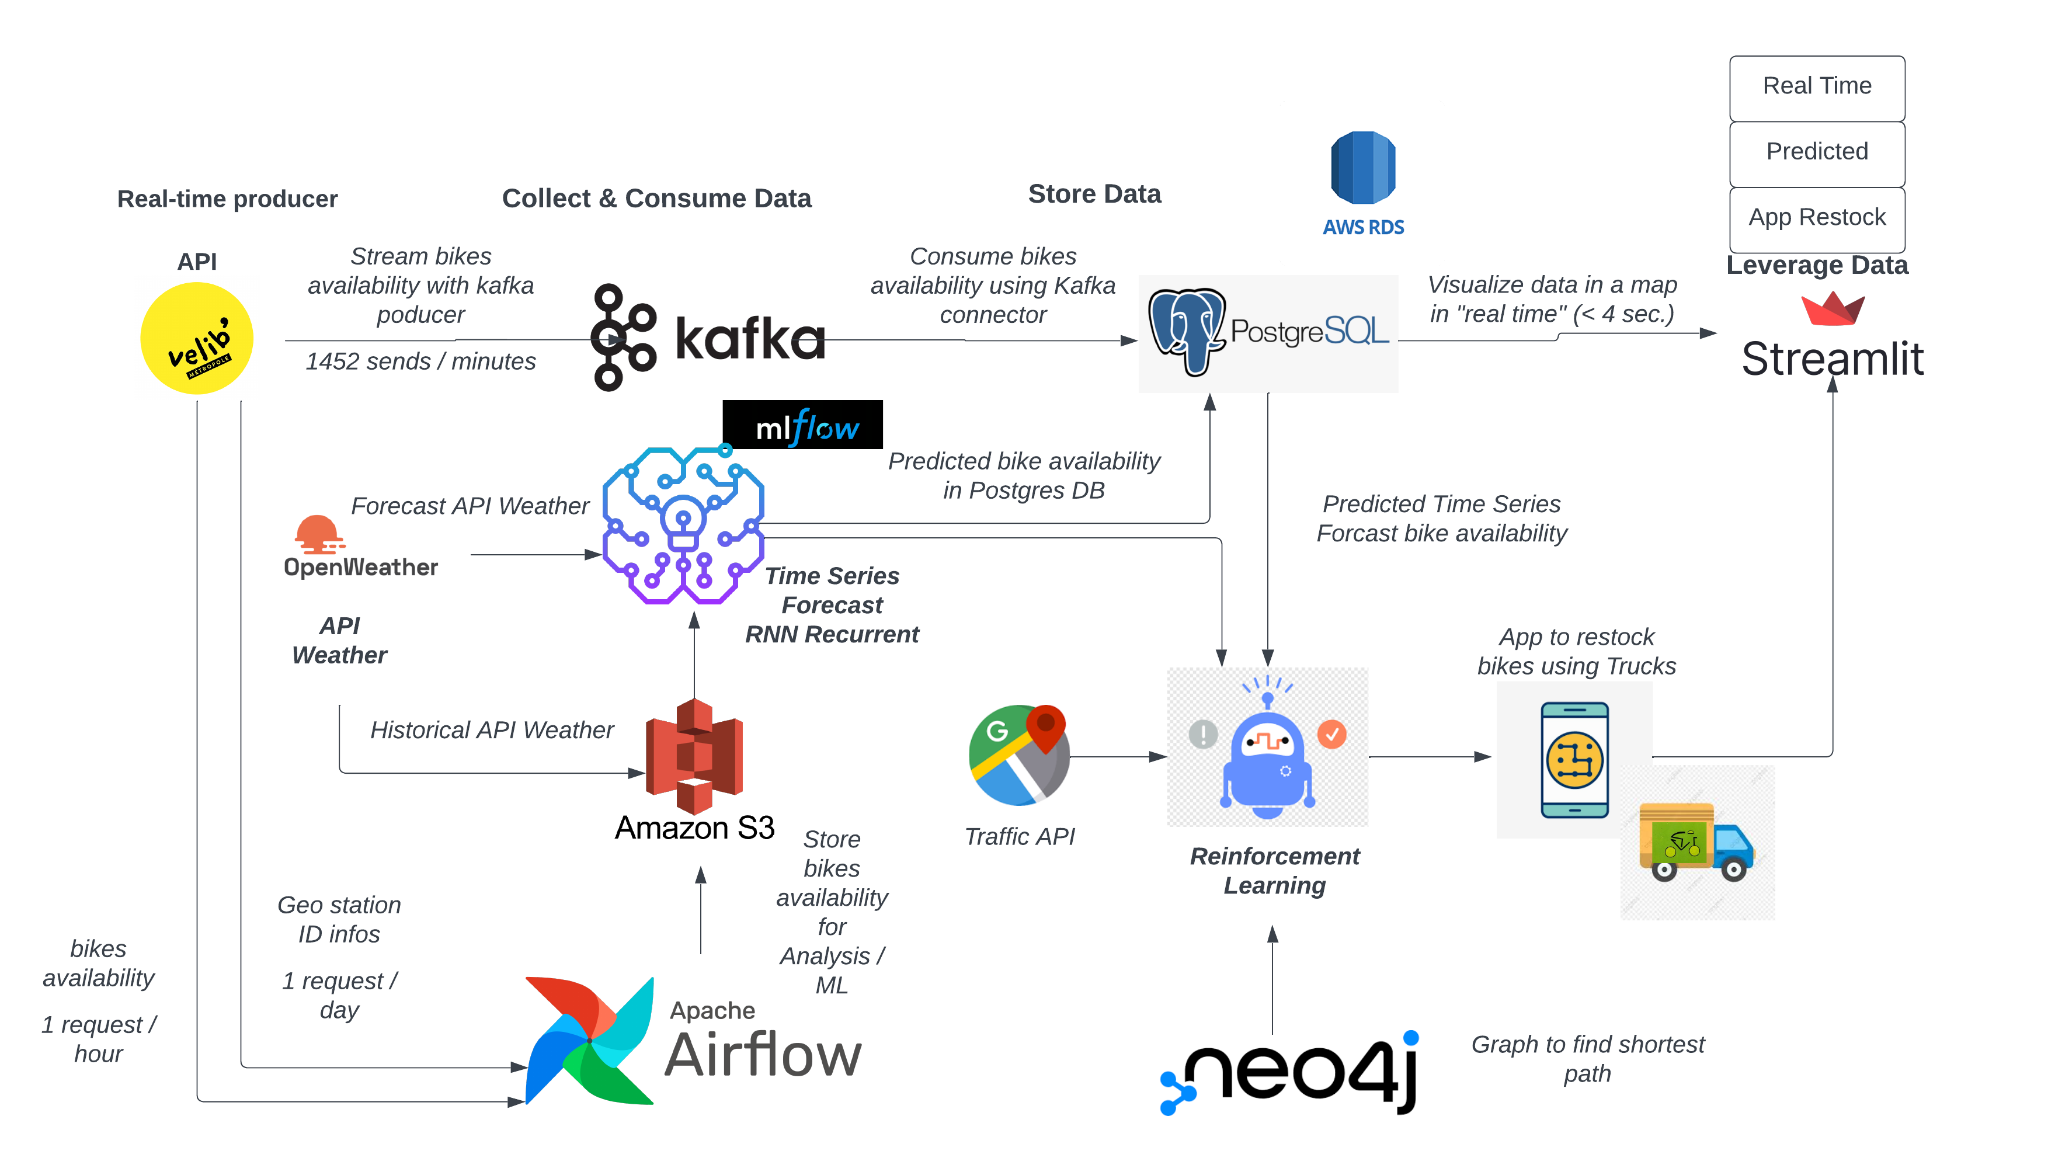 Real Time
Predicted
App Restock
Leverage Data
AWS RDS
Real-time producer
Collect & Consume Data
Store Data
API
velib'
METROPOLE
Stream bikes
availability with kafka
poducer
1452 sends / minutes
kafka
Consume bikes
availability using Kafka
connector
PostgreSQL
Visualize data in a map
in "real time" (< 4 sec.)
Streamlit
mlflow
Predicted bike availability
in Postgres DB
Forecast API Weather
OpenWeather
Time Series
Forecast
RNN Recurrent
Predicted Time Series
Forcast bike availability
API
Weather
Historical API Weather
Amazon S3
App to restock
bikes using Trucks
G
Traffic API
Reinforcement
Learning
Store
bikes
availability
for
Analysis /
ML
Geo station
ID infos
1 request /
day
bikes
availability
1 request /
hour
Apache
Airflow
neo4j
Graph to find shortest
path